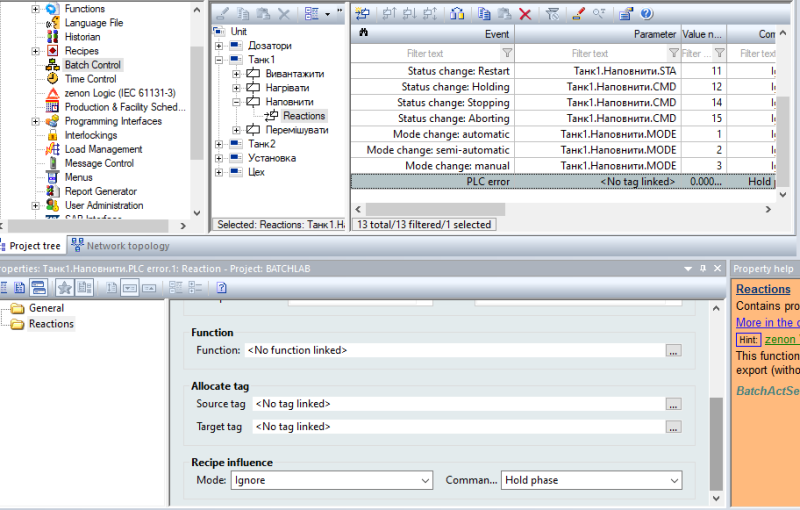 Functions
Language File
Historian
Recipes
Batch Control
Time Control
zenon Logic (IEC 61131-3)
Production & Facility Sched...
Programming Interfaces
Interlockings
Load Management
Message Control
Menus
Report Generator
User Administration
Project tree
Network topology
Unit
Дозатори
Танк1
Вивантажити
Нагрівати
Наповнити
Reactions
Перемішувати
Танк2
Установка
Цех
Selected: Reactions: Танк1.На
Event Parameter Value n... Co
Filter text Filter text Filter ... Filter text
Status change: Restart Танк1.Наповнити.STA 11
Status change: Holding Танк1.Наповнити.CMD 12
Status change: Stopping Танк1.Наповнити.CMD 14
Status change: Aborting Танк1.Наповнити.CMD 15
Mode change: automatic Танк1.Наповнити.MODE 1
Mode change: semi-automatic Танк1.Наповнити.MODE 2
Mode change: manual Танк1.Наповнити.MODE 3
PLC error <No tag linked> 0.000... Hold
13 total/13 filtered/1 selected
roperties: Танк1.Наповнити.PLC error.1: Reaction - Project: BATCHLAB
General
Reactions
Function
Function: <No function linked> ...
Allocate tag
Source tag <No tag linked> ...
Target tag <No tag linked> ...
Recipe influence
Mode: Ignore Comman... Hold phase
Property help
Reactions
Contains pro
More in the
Hint: zenon
This function
export (witho
BatchActSe